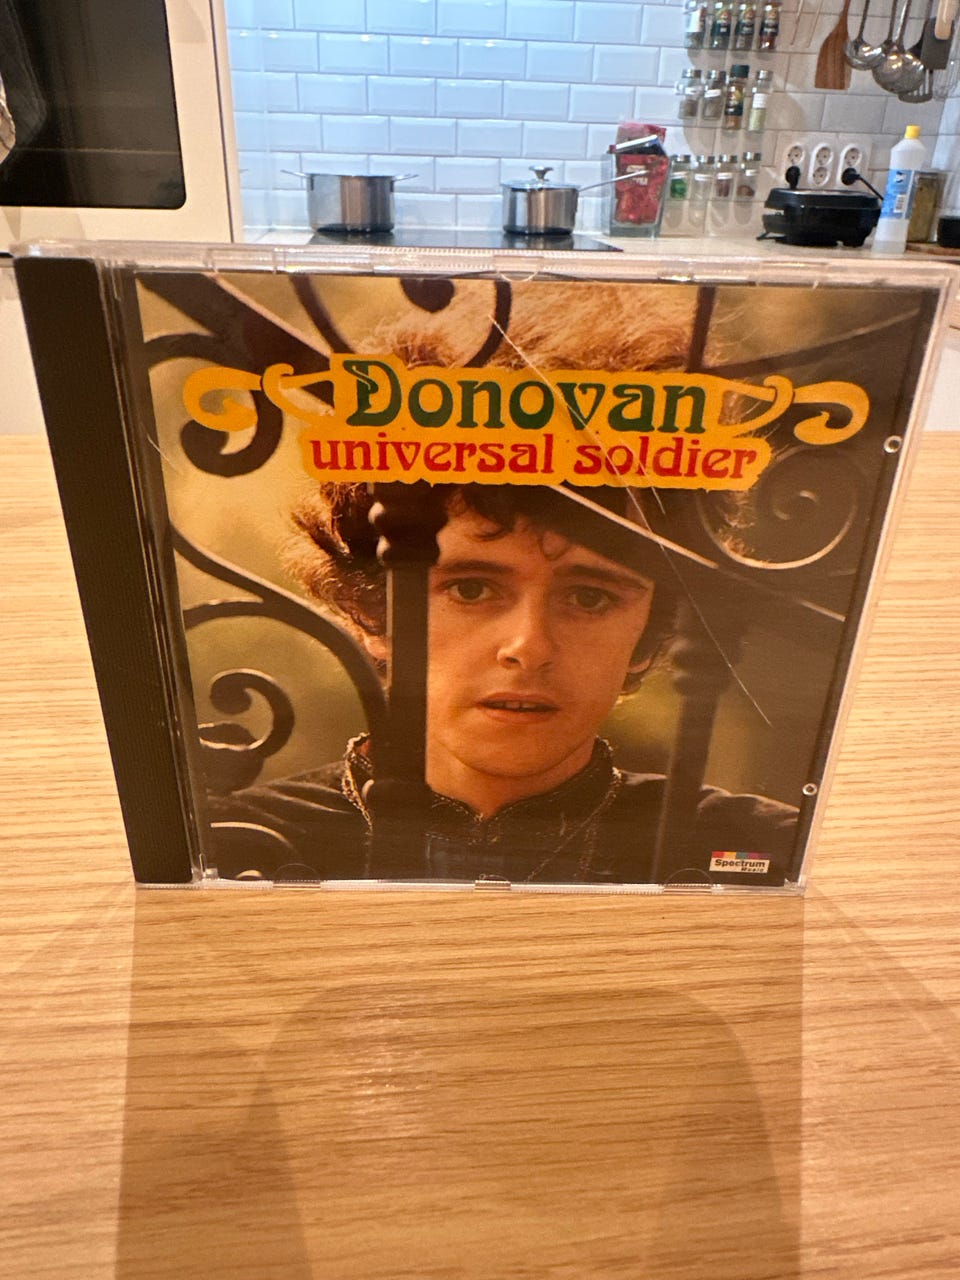 Donovan
universal soldier
Spectrum
Music